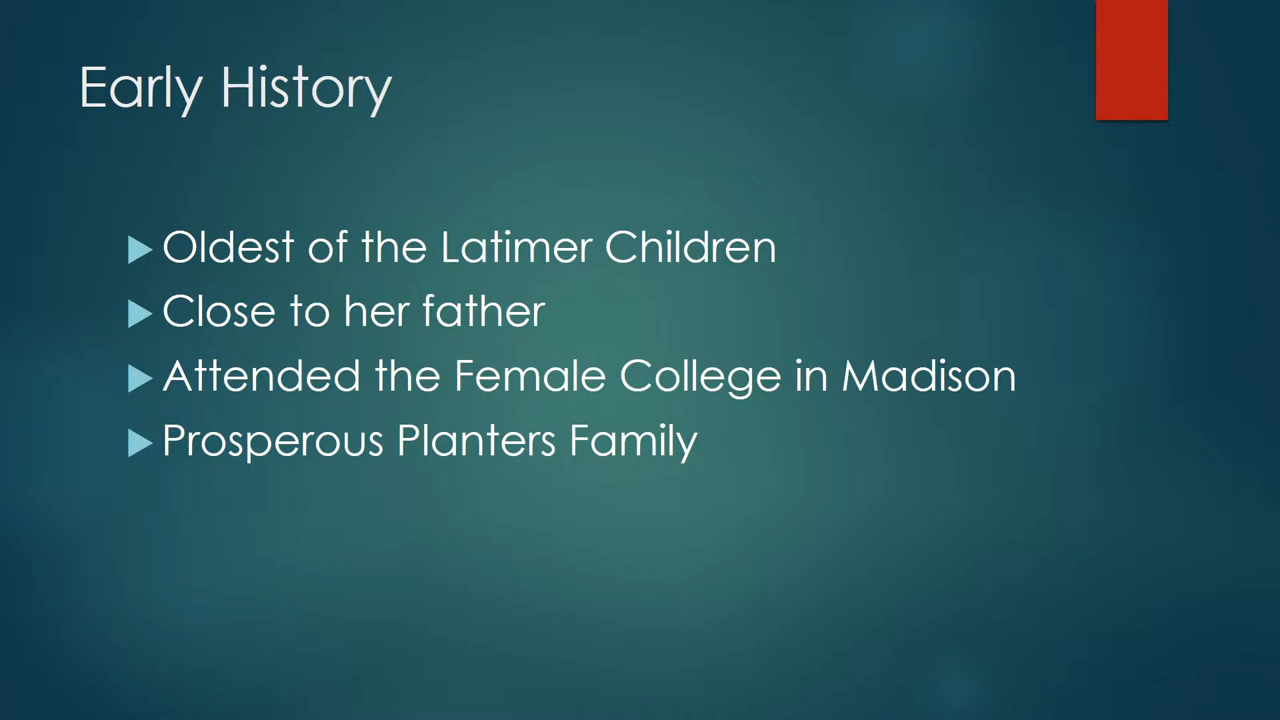 Early History
Oldest of the Latimer Children
Close to her father
Attended the Female College in Madison
Prosperous Planters Family